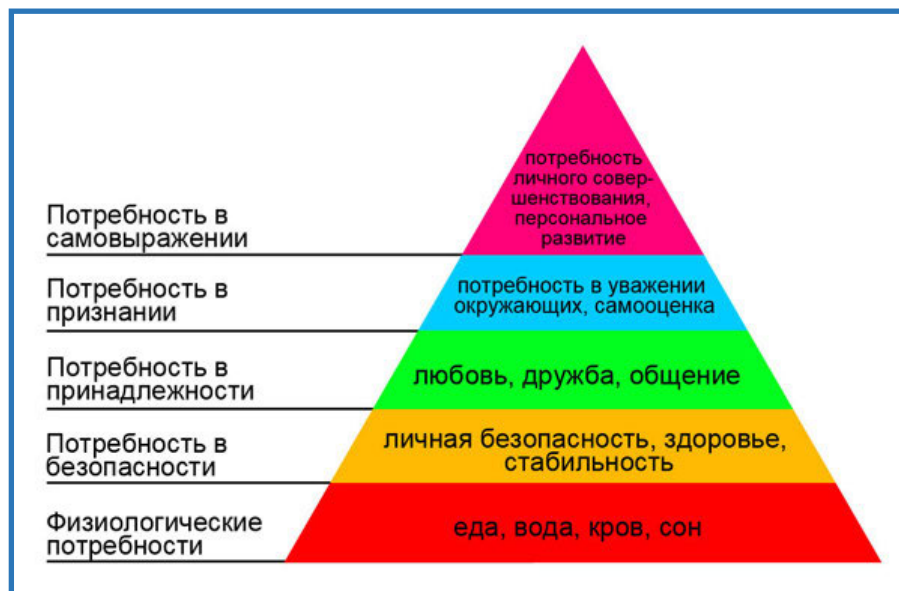 потребность
личного совер-
шенствования,
персональное
развитие
Потребность в
самовыражении
потребность в уважении
окружающих, самооценка
Потребность в
признании
любовь, дружба, общение
Потребность в
принадлежности
личная безопасность, здоровье,
стабильность
Потребность в
безопасности
еда, вода, кров, сон
Физиологические
потребности